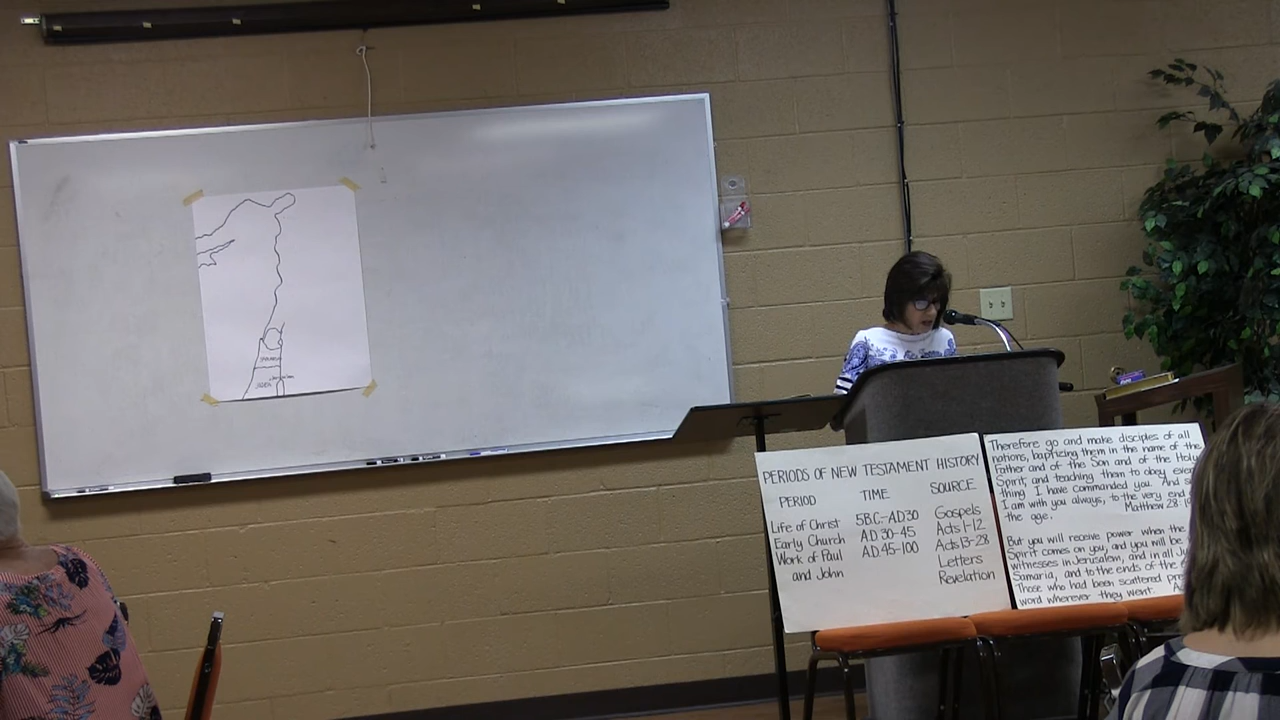 JUDEA
PERIODS OF NEW TESTAMENT HISTORY
PERIOD TIME SOURCE
Life of Christ 5B.C.-A.D.30 Gospels
Early Church A.D.30-45 Acts 1-12
Work of Paul A.D.45-100 Acts 13-28
and John Letters
Revelation
Therefore go and make disciples of all
nations, baptizing them in the name of the
Father and of the Son and of the Holy
Spirit, and teaching them to obey
thing I have commanded you. And
I am with you always, to the very end
the age. Matthew 28:
But you will receive power when the
Spirit comes on you, and you will be
witnesses in Jerusalem, and in all
Samaria, and to the ends of the
Those who had been scattered
word wherever they went.